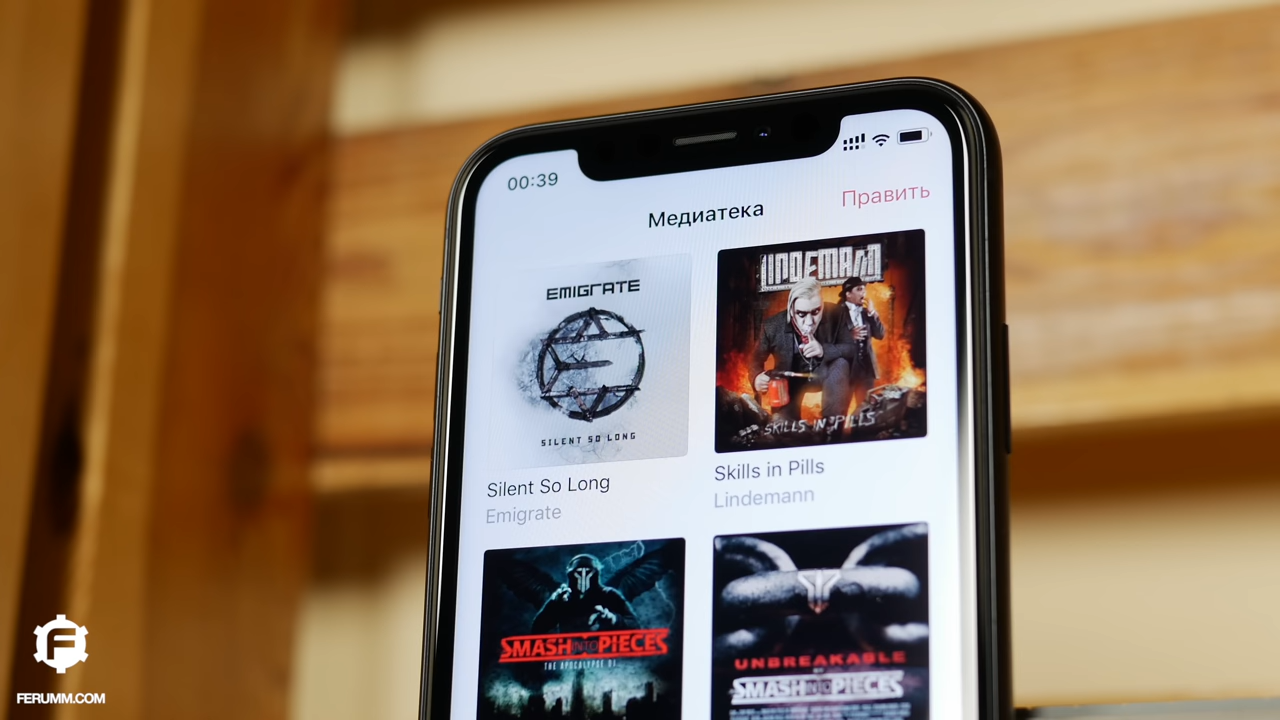 00:39
Медиатека
Править
EMIGRATE
SILENT SO LONG
Silent So Long
Emigrate
LINDEMANN
SKILLS IN PILLS
Skills in Pills
Lindemann
SMASH INTO PIECES
THE APOCALYPSE DJ
UNBREAKABLE
SMASH INTO PIECES
F
FERUMM.COM